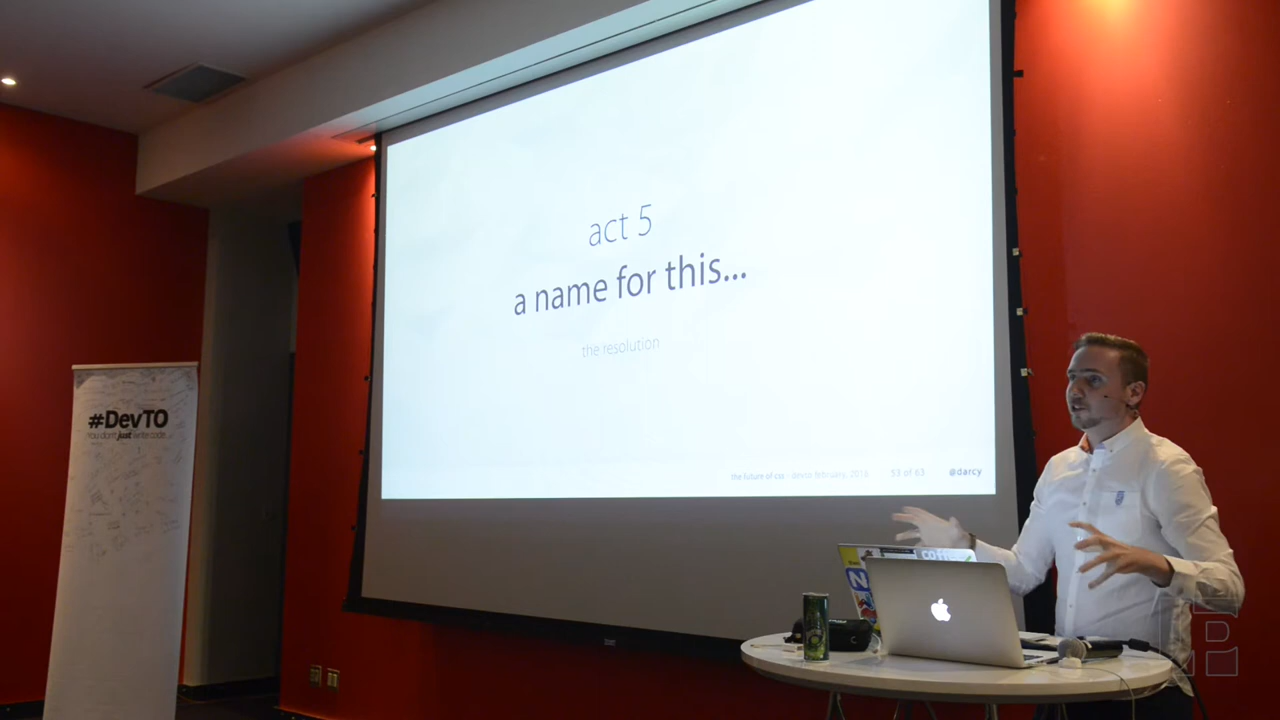 act 5
a name for this...
the resolution
the future of css - devto february, 2016
53 of 63
@darcy
#DevTO
you don't just write code